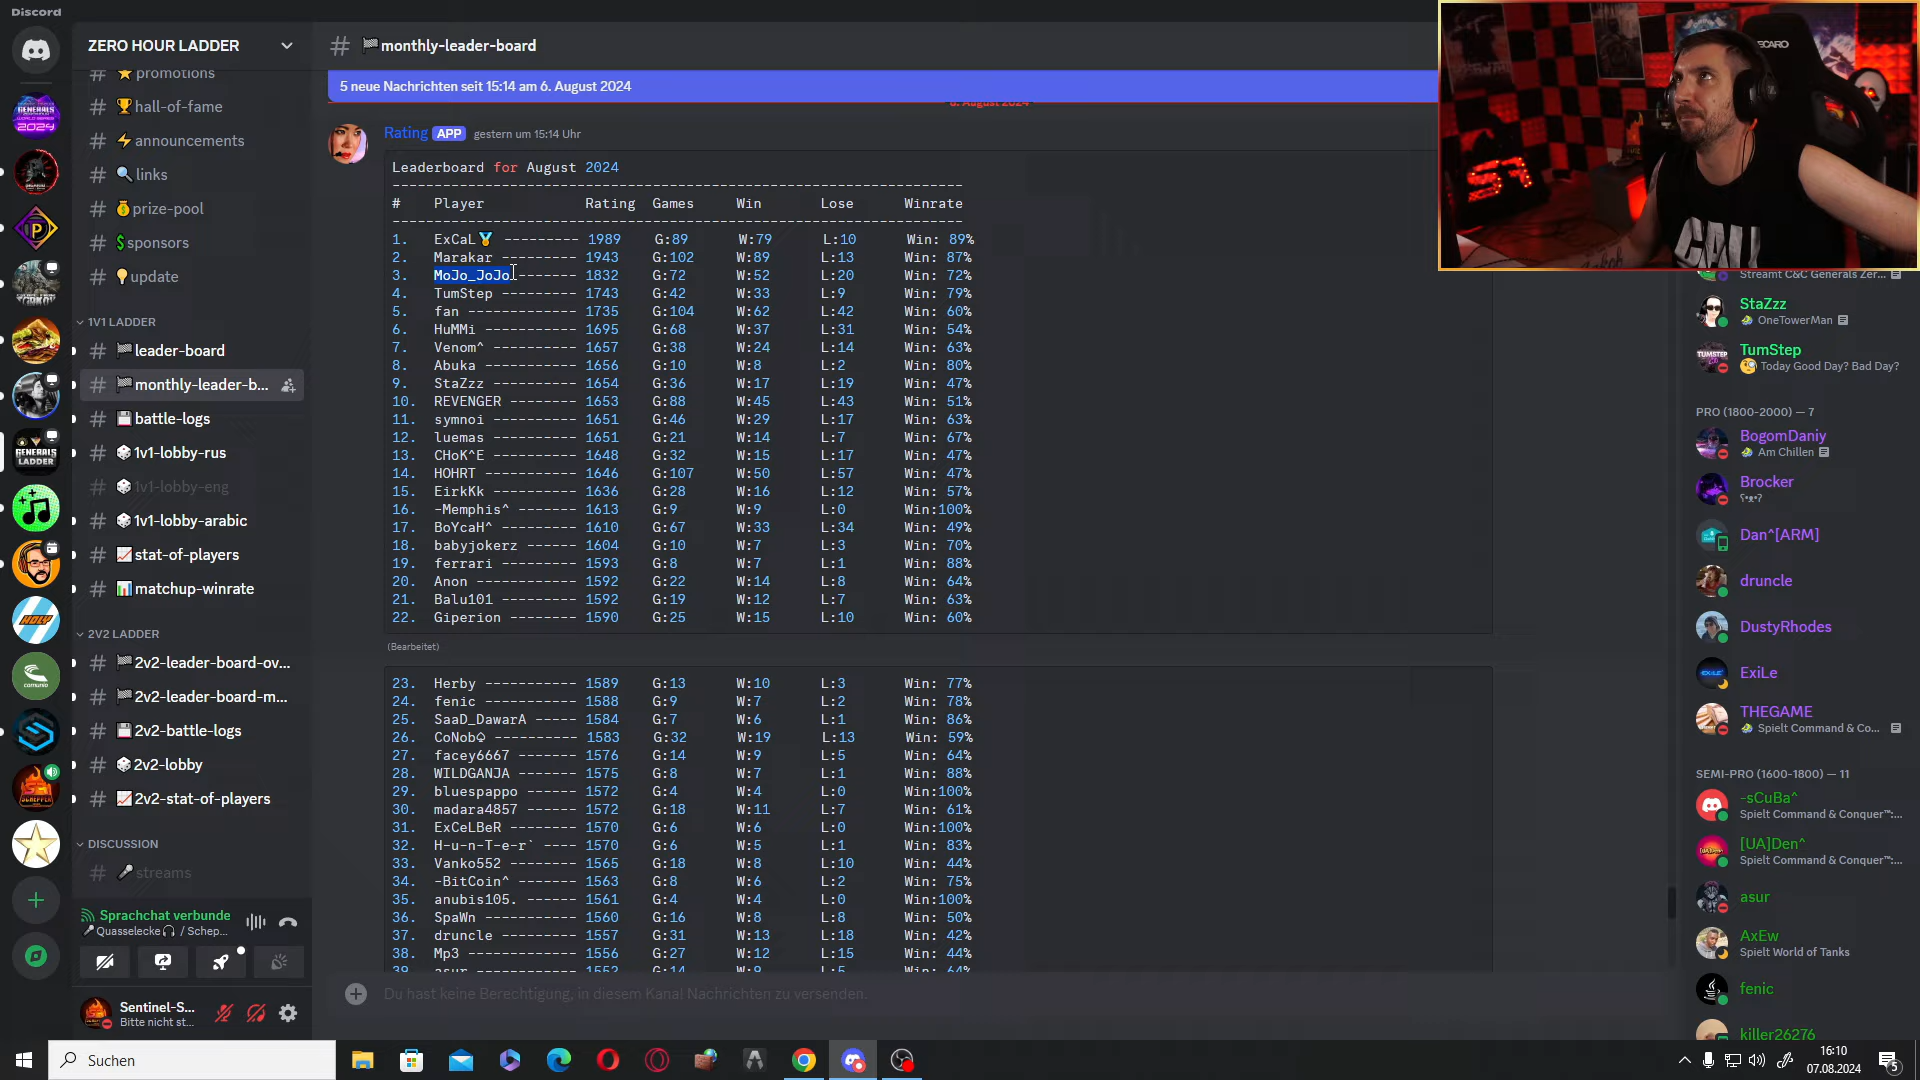 Discord
ZERO HOUR LADDER
promotions
hall-of-fame
announcements
links
prize-pool
sponsors
update
1V1 LADDER
leader-board
monthly-leader-b...
battle-logs
1v1-lobby-rus
1v1-lobby-eng
1v1-lobby-arabic
stat-of-players
matchup-winrate
2V2 LADDER
2v2-leader-board-ov...
2v2-leader-board-m...
2v2-battle-logs
2v2-lobby
2v2-stat-of-players
DISCUSSION
streams
Sprachchat verbunde
Quasselecke / Schep...
Sentinel-S...
Bitte nicht st...
monthly-leader-board
5 neue Nachrichten seit 15:14 am 6. August 2024
6. August 2024
Rating APP gestern um 15:14 Uhr
Leaderboard for August 2024
# Player Rating Games Win Lose Winrate
1. ExCaL🏅 --------- 1989 G:89 W:79 L:10 Win: 89%
2. Marakar --------- 1943 G:102 W:89 L:13 Win: 87%
3. MoJo_JoJo ------- 1832 G:72 W:52 L:20 Win: 72%
4. TumStep --------- 1743 G:42 W:33 L:9 Win: 79%
5. fan ------------- 1735 G:104 W:62 L:42 Win: 60%
6. HuMMi ----------- 1695 G:68 W:37 L:31 Win: 54%
7. Venom^ ---------- 1657 G:38 W:24 L:14 Win: 63%
8. Abuka ----------- 1656 G:10 W:8 L:2 Win: 80%
9. StaZzz ---------- 1654 G:36 W:17 L:19 Win: 47%
10. REVENGER -------- 1653 G:88 W:45 L:43 Win: 51%
11. symnoi ---------- 1651 G:46 W:29 L:17 Win: 63%
12. luemas ---------- 1651 G:21 W:14 L:7 Win: 67%
13. CHoK^E ---------- 1648 G:32 W:15 L:17 Win: 47%
14. HOHRT ----------- 1646 G:107 W:50 L:57 Win: 47%
15. EirkKk ---------- 1636 G:28 W:16 L:12 Win: 57%
16. -Memphis^ ------- 1613 G:9 W:9 L:0 Win:100%
17. BoYcaH^ --------- 1610 G:67 W:33 L:34 Win: 49%
18. babyjokerz ------ 1604 G:10 W:7 L:3 Win: 70%
19. ferrari --------- 1593 G:8 W:7 L:1 Win: 88%
20. Anon ------------ 1592 G:22 W:14 L:8 Win: 64%
21. Balu101 --------- 1592 G:19 W:12 L:7 Win: 63%
22. Giperion -------- 1590 G:25 W:15 L:10 Win: 60%
(Bearbeitet)
23. Herby ----------- 1589 G:13 W:10 L:3 Win: 77%
24. fenic ----------- 1588 G:9 W:7 L:2 Win: 78%
25. SaaD_DawarA ----- 1584 G:7 W:6 L:1 Win: 86%
26. CoNob♤ ---------- 1583 G:32 W:19 L:13 Win: 59%
27. facey6667 ------- 1576 G:14 W:9 L:5 Win: 64%
28. WILDGANJA ------- 1575 G:8 W:7 L:1 Win: 88%
29. bluespappo ------ 1572 G:4 W:4 L:0 Win:100%
30. madara4857 ------ 1572 G:18 W:11 L:7 Win: 61%
31. ExCeLBeR -------- 1570 G:6 W:6 L:0 Win:100%
32. H-u-n-T-e-r` ---- 1570 G:6 W:5 L:1 Win: 83%
33. Vanko552 -------- 1565 G:18 W:8 L:10 Win: 44%
34. -BitCoin^ ------- 1563 G:8 W:6 L:2 Win: 75%
35. anubis105. ------ 1561 G:4 W:4 L:0 Win:100%
36. SpaWn ----------- 1560 G:16 W:8 L:8 Win: 50%
37. druncle --------- 1557 G:31 W:13 L:18 Win: 42%
38. Mp3 ------------- 1556 G:27 W:12 L:15 Win: 44%
39. asur ------------ 1552 G:14 W:9 L:5 Win: 64%
Du hast keine Berechtigung, in diesem Kanal Nachrichten zu versenden.
Streamt C&C Generals Zer...
StaZzz
OneTowerMan
TumStep
Today Good Day? Bad Day?
PRO (1800-2000) — 7
BogomDaniy
Am Chillen
Brocker
Dan^[ARM]
druncle
DustyRhodes
ExiLe
THEGAME
Spielt Command & Co...
SEMI-PRO (1600-1800) — 11
-sCuBa^
Spielt Command & Conquer™:...
[UA]Den^
Spielt Command & Conquer™:...
asur
AxEw
Spielt World of Tanks
fenic
killer26276
Suchen
16:10
07.08.2024
5